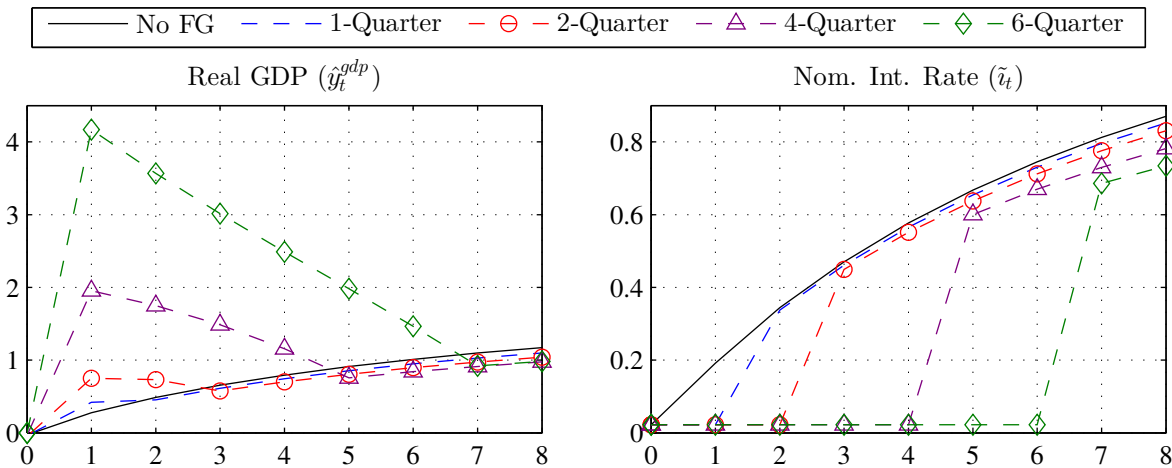 No FG 1-Quarter 2-Quarter 4-Quarter 6-Quarter
Real GDP (ŷ_t^{gdp})
Nom. Int. Rate (ĩ_t)
4
3
2
1
0
0 1 2 3 4 5 6 7 8
0.8
0.6
0.4
0.2
0
0 1 2 3 4 5 6 7 8